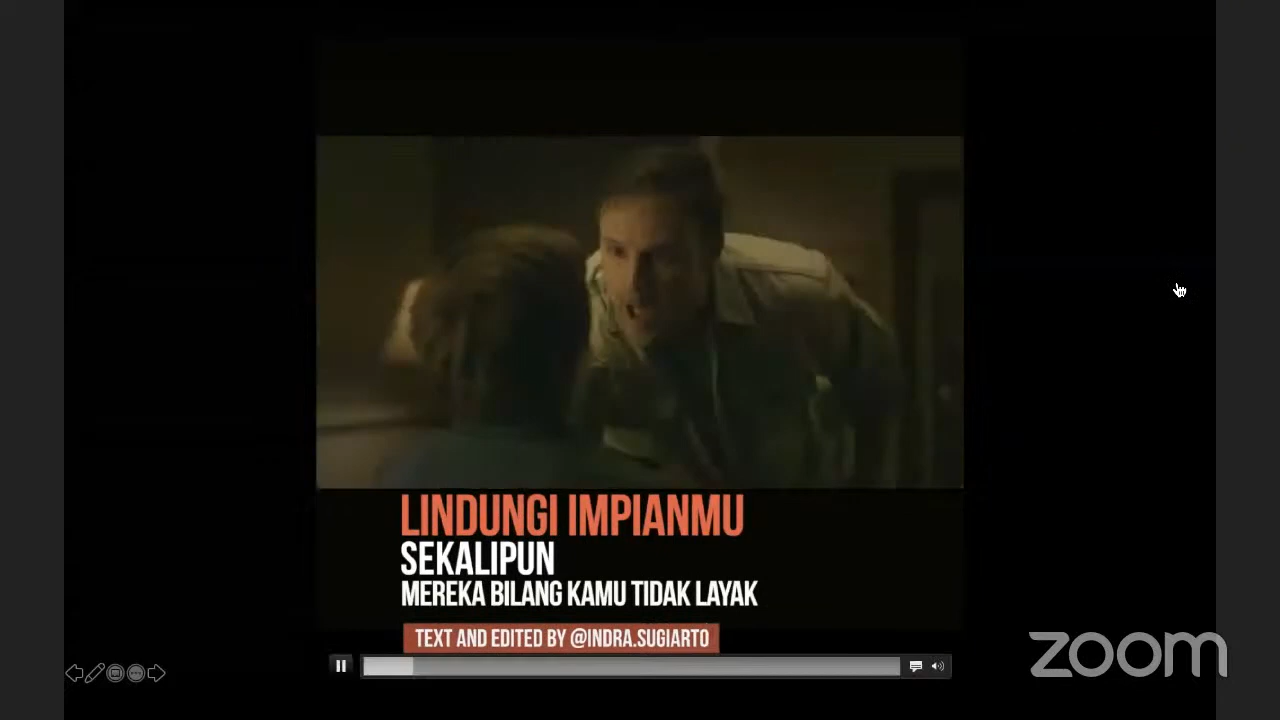 LINDUNGI IMPIANMU
SEKALIPUN
MEREKA BILANG KAMU TIDAK LAYAK
TEXT AND EDITED BY @INDRA.SUGIARTO
zoom